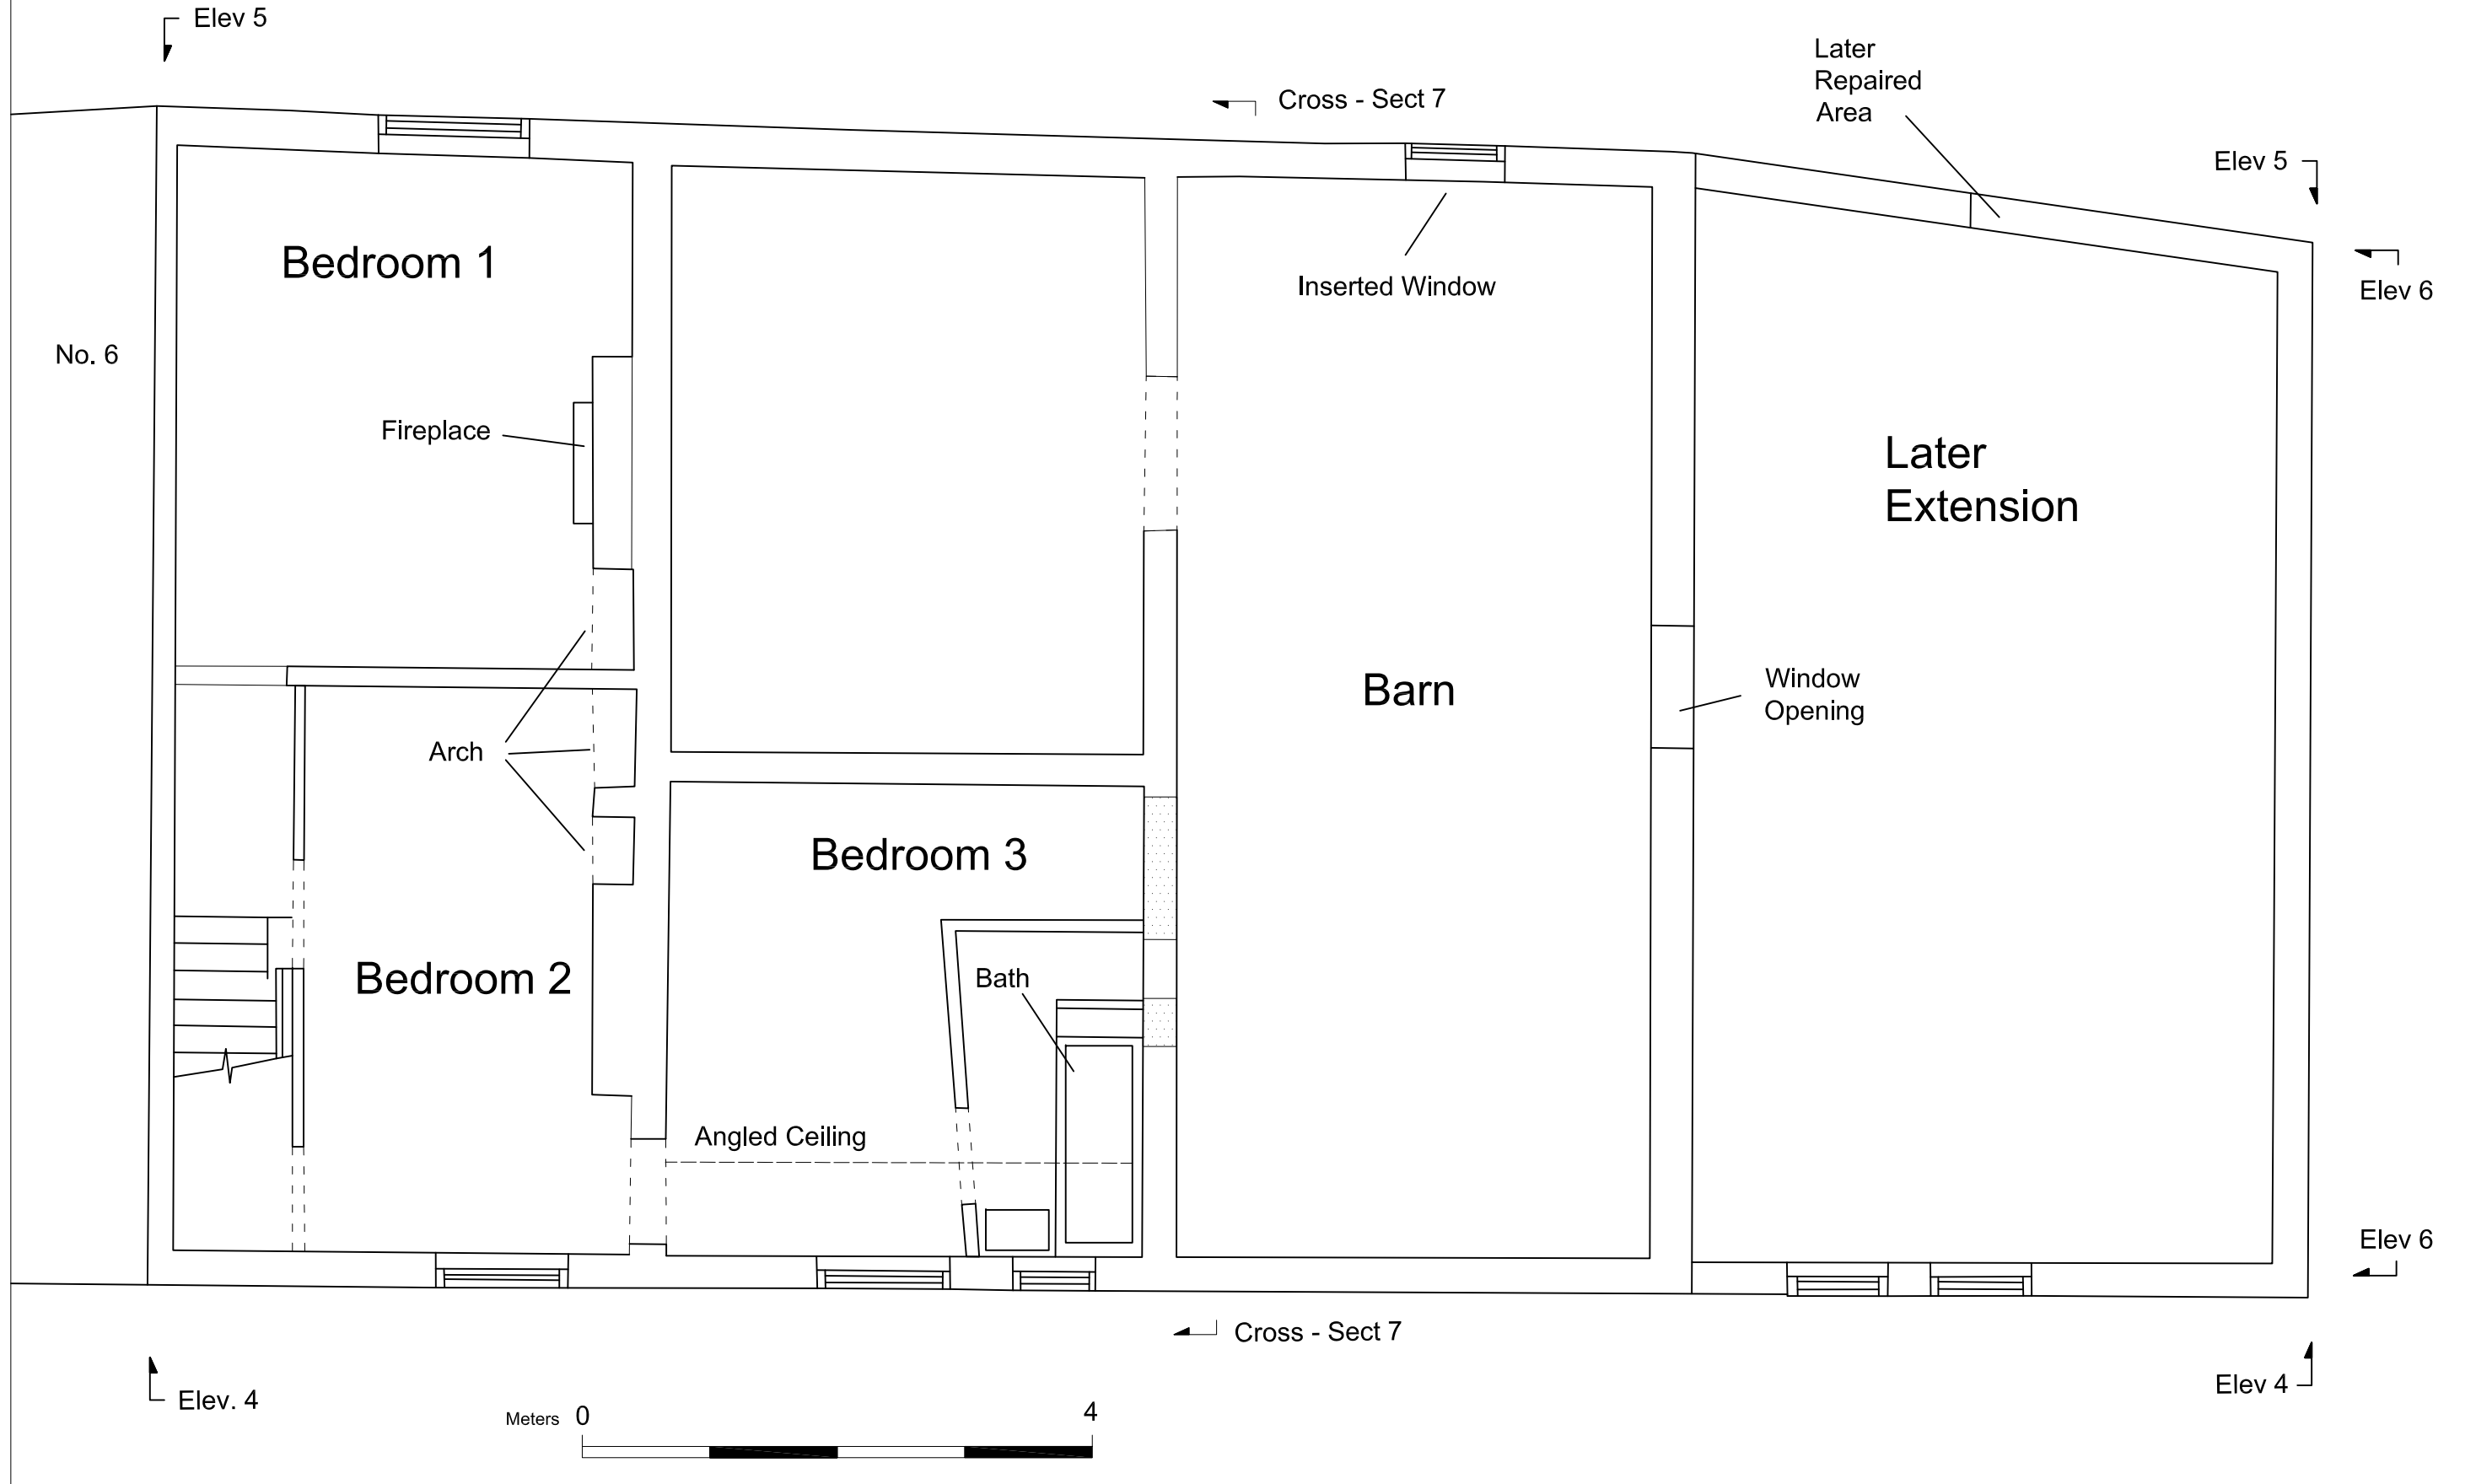 Elev 5
Later
Repaired
Area
Cross - Sect 7
Elev 5
Bedroom 1
Elev 6
Inserted Window
No. 6
Fireplace
Later
Extension
Barn
Window
Opening
Arch
Bedroom 3
Bedroom 2
Bath
Angled Ceiling
Elev 6
Cross - Sect 7
Elev. 4
Elev 4
Meters 0 4